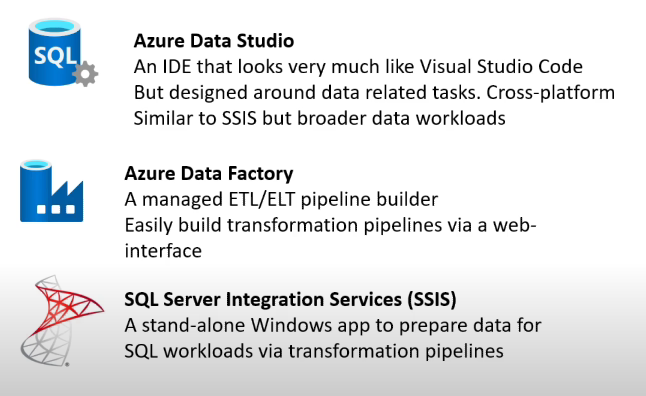 SQL
Azure Data Studio
An IDE that looks very much like Visual Studio Code
But designed around data related tasks. Cross-platform
Similar to SSIS but broader data workloads
Azure Data Factory
A managed ETL/ELT pipeline builder
Easily build transformation pipelines via a web-
interface
SQL Server Integration Services (SSIS)
A stand-alone Windows app to prepare data for
SQL workloads via transformation pipelines